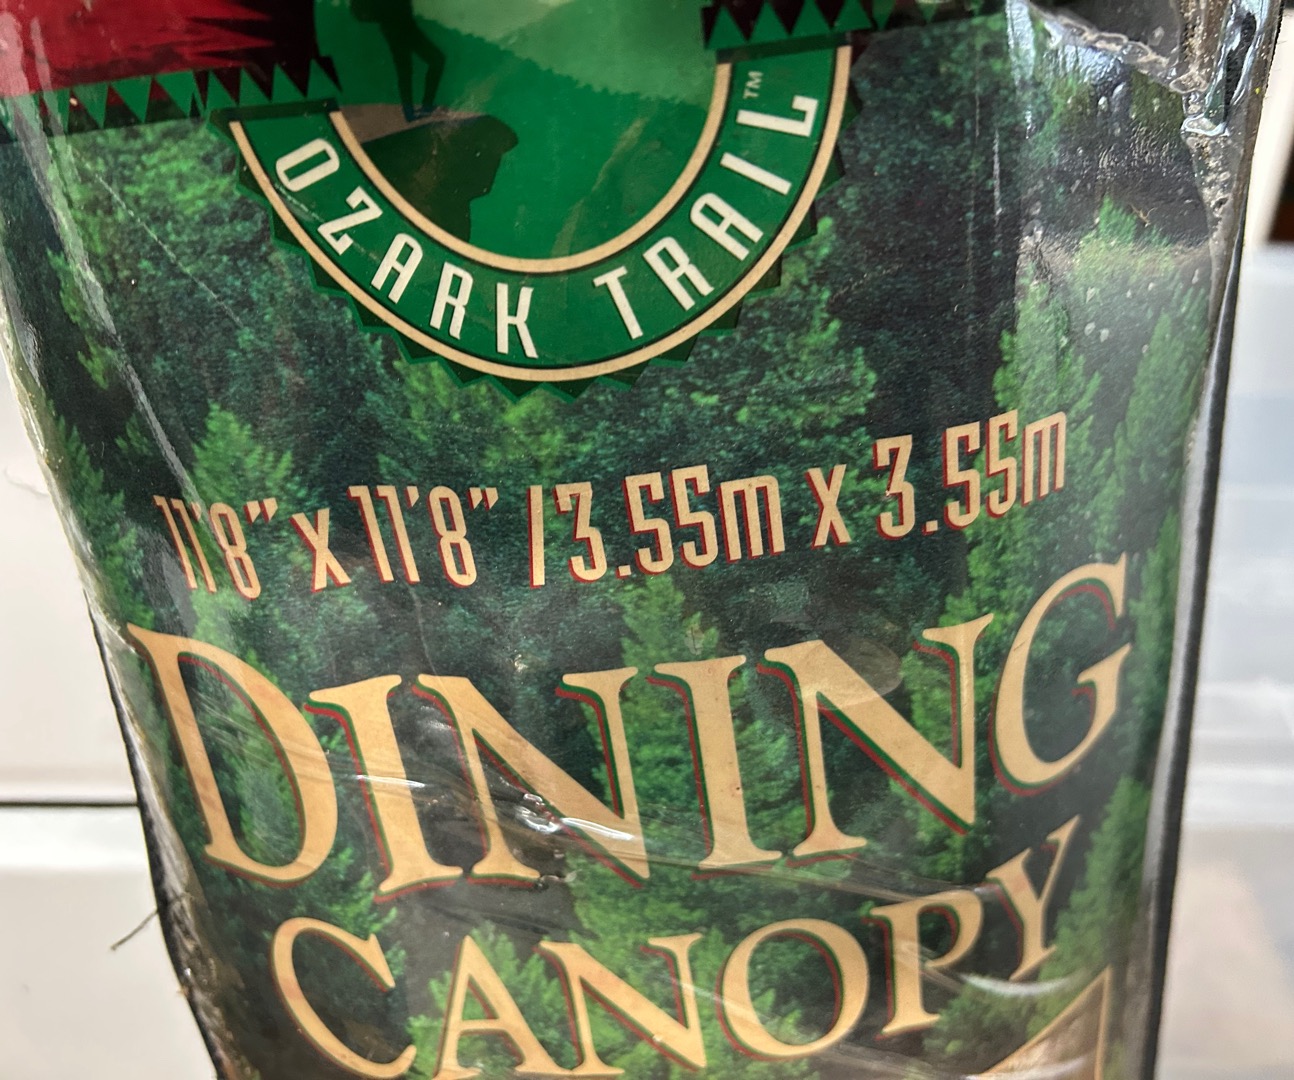 OZARK TRAIL™
11'8" x 11'8" / 3.55m x 3.55m
DINING
CANOPY